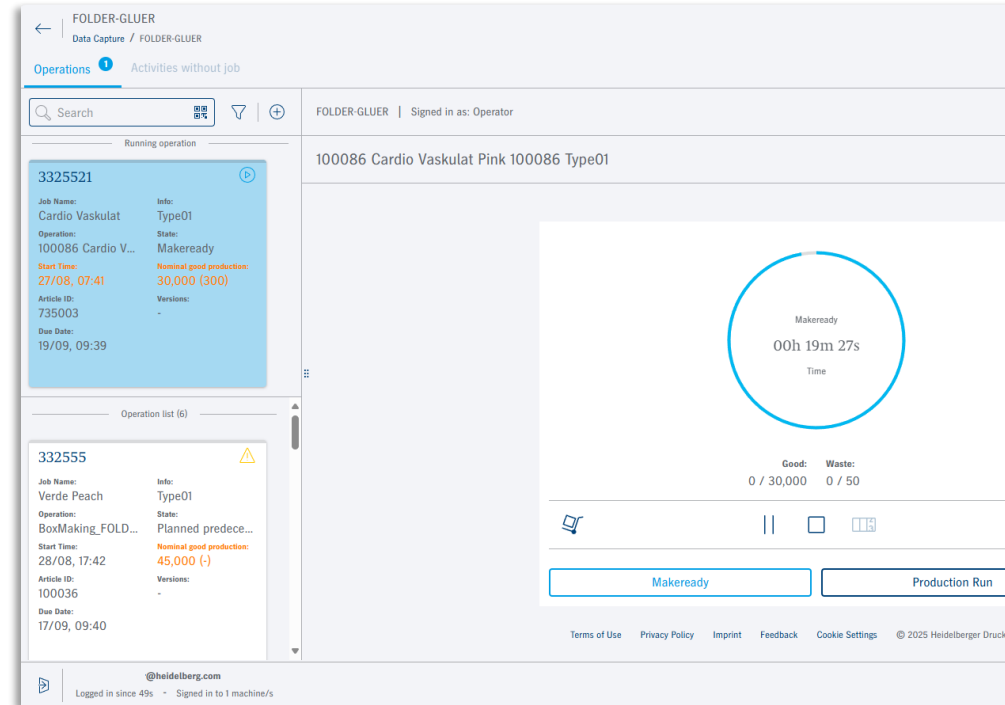 FOLDER-GLUER
Data Capture / FOLDER-GLUER
Operations 1
Activities without job
Search
FOLDER-GLUER | Signed in as: Operator
Running operation
100086 Cardio Vaskulat Pink 100086 Type01
3325521
Job Name: Info:
Cardio Vaskulat Type01
Operation: State:
100086 Cardio V... Makeready
Start Time: Nominal good production:
27/08, 07:41 30,000 (300)
Article ID: Versions:
735003 -
Due Date:
19/09, 09:39
Operation list (6)
332555
Job Name: Info:
Verde Peach Type01
Operation: State:
BoxMaking_FOLD... Planned predece...
Start Time: Nominal good production:
28/08, 17:42 45,000 (-)
Article ID: Versions:
100036 -
Due Date:
17/09, 09:40
Makeready
00h 19m 27s
Time
Good: Waste:
0 / 30,000 0 / 50
Makeready
Production Run
Terms of Use Privacy Policy Imprint Feedback Cookie Settings © 2025 Heidelberger Druck
@heidelberg.com
Logged in since 49s - Signed in to 1 machine/s